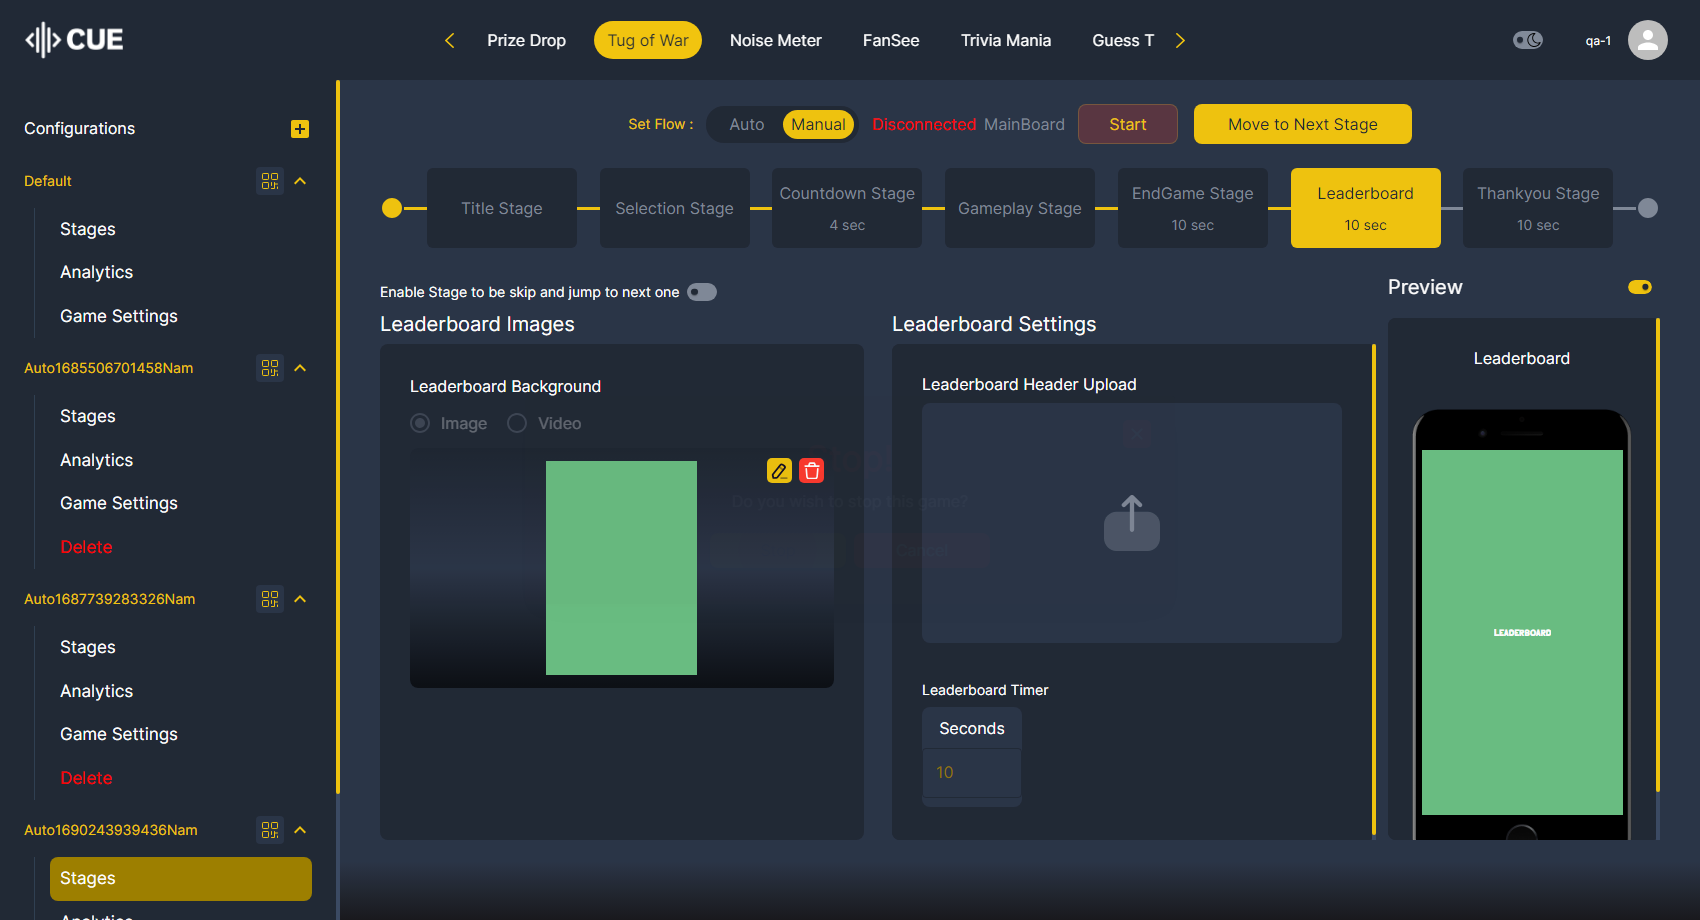 CUE
Prize Drop
Tug of War
Noise Meter
FanSee
Trivia Mania
Guess T
qa-1
Configurations
Default
Stages
Analytics
Game Settings
Auto1685506701458Nam
Stages
Analytics
Game Settings
Delete
Auto1687739283326Nam
Stages
Analytics
Game Settings
Delete
Auto1690243939436Nam
Stages
Analytics
Set Flow :
Auto
Manual
Disconnected MainBoard
Start
Move to Next Stage
Title Stage
Selection Stage
Countdown Stage
4 sec
Gameplay Stage
EndGame Stage
10 sec
Leaderboard
10 sec
Thankyou Stage
10 sec
Enable Stage to be skip and jump to next one
Leaderboard Images
Leaderboard Background
Image
Video
Do you wish to stop this game?
Cancel
Leaderboard Settings
Leaderboard Header Upload
Leaderboard Timer
Seconds
10
Preview
Leaderboard
LEADERBOARD